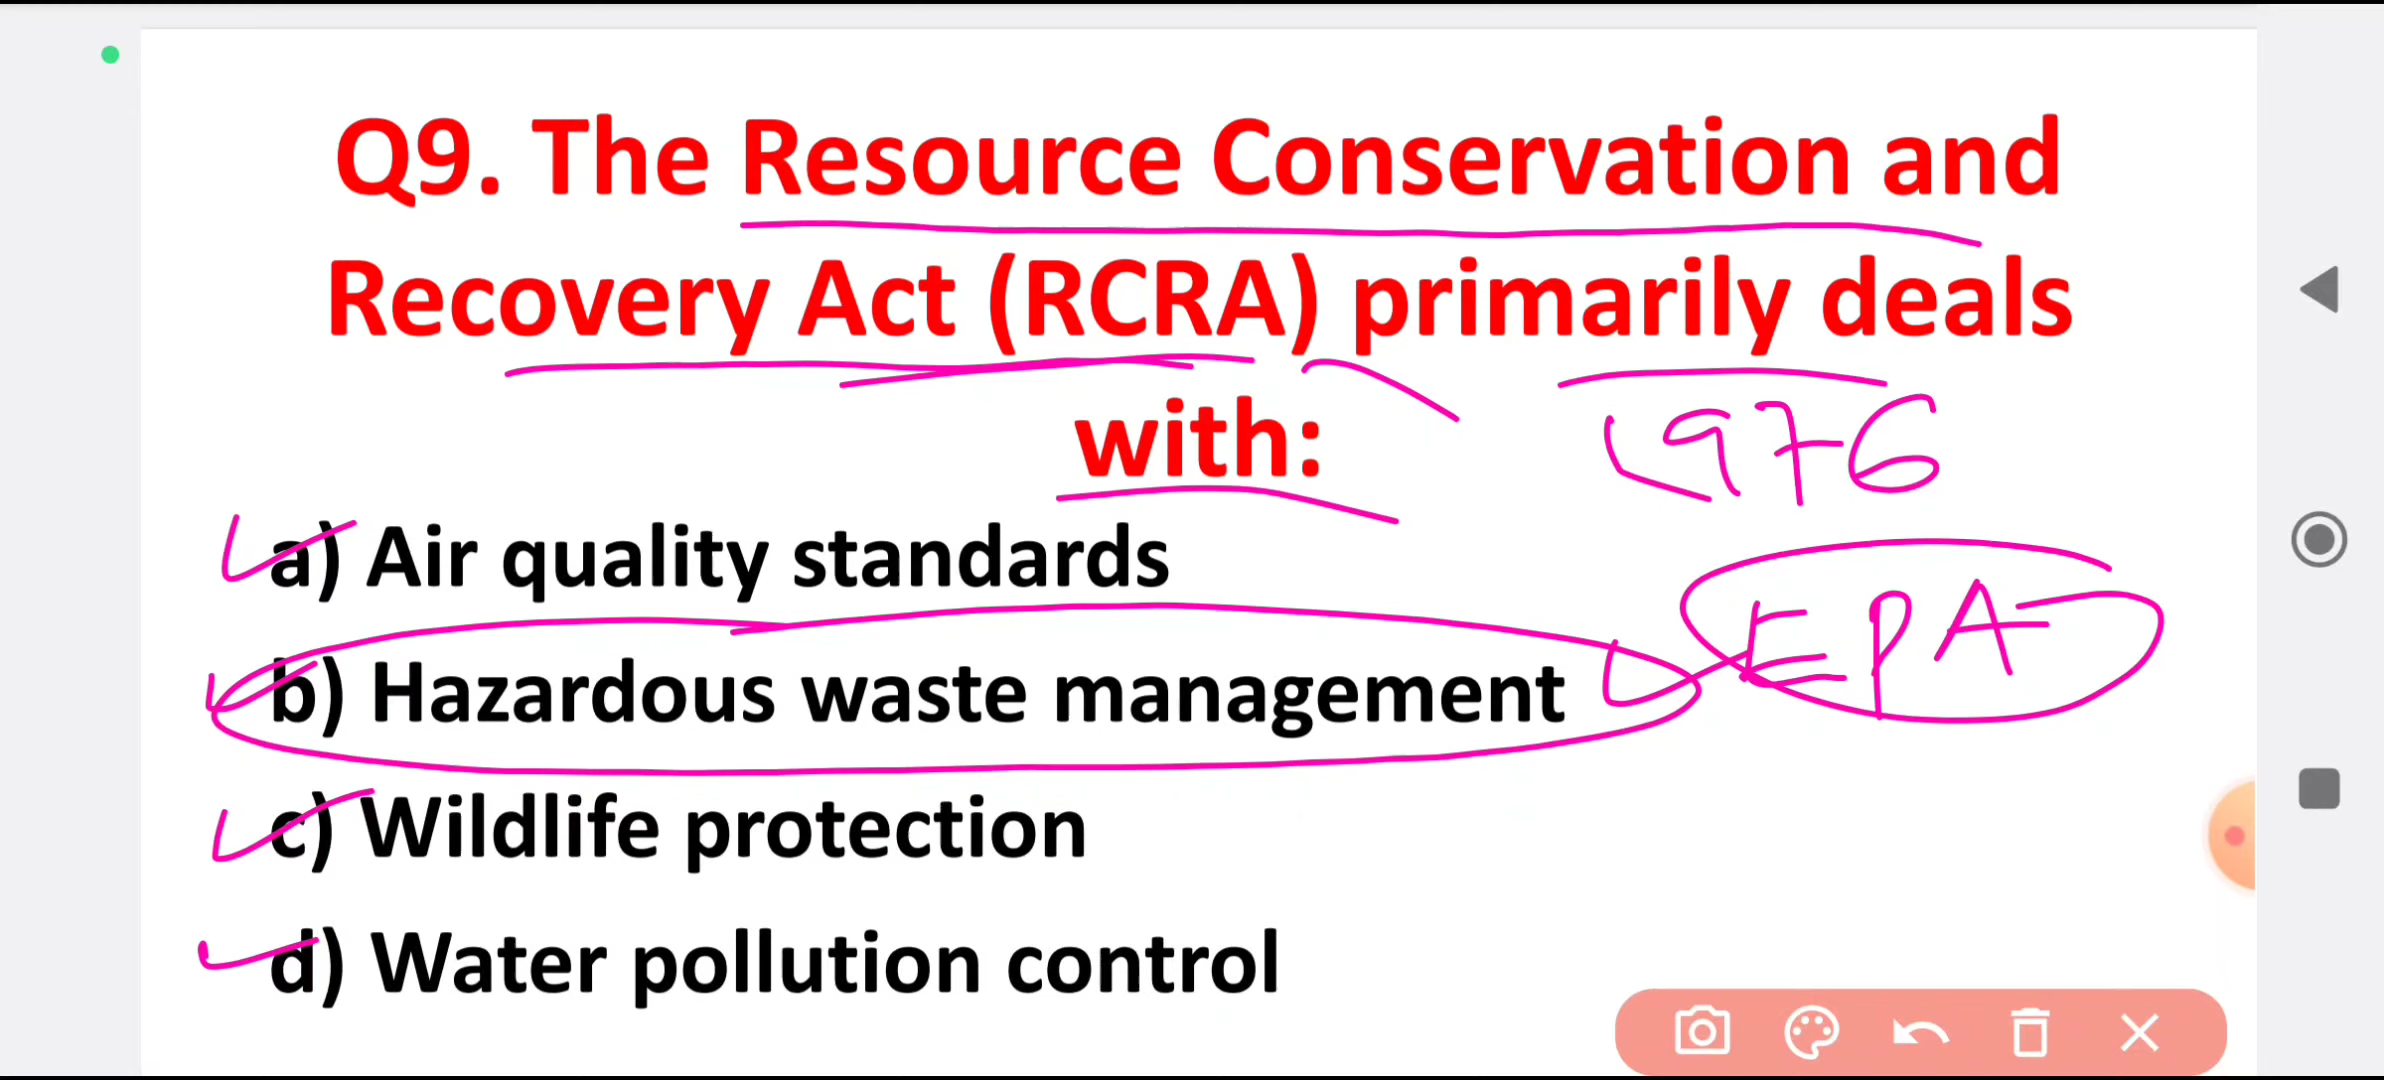 Q9. The Resource Conservation and
Recovery Act (RCRA) primarily deals
with:
1976
a) Air quality standards
EPA
b) Hazardous waste management
c) Wildlife protection
d) Water pollution control